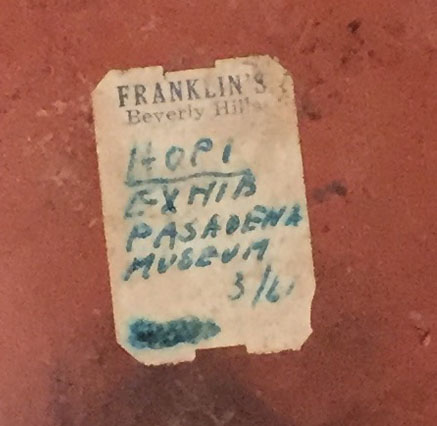 FRANKLIN'S
Beverly Hills
HOPI
EXHIB
PASADENA
MUSEUM
3/61